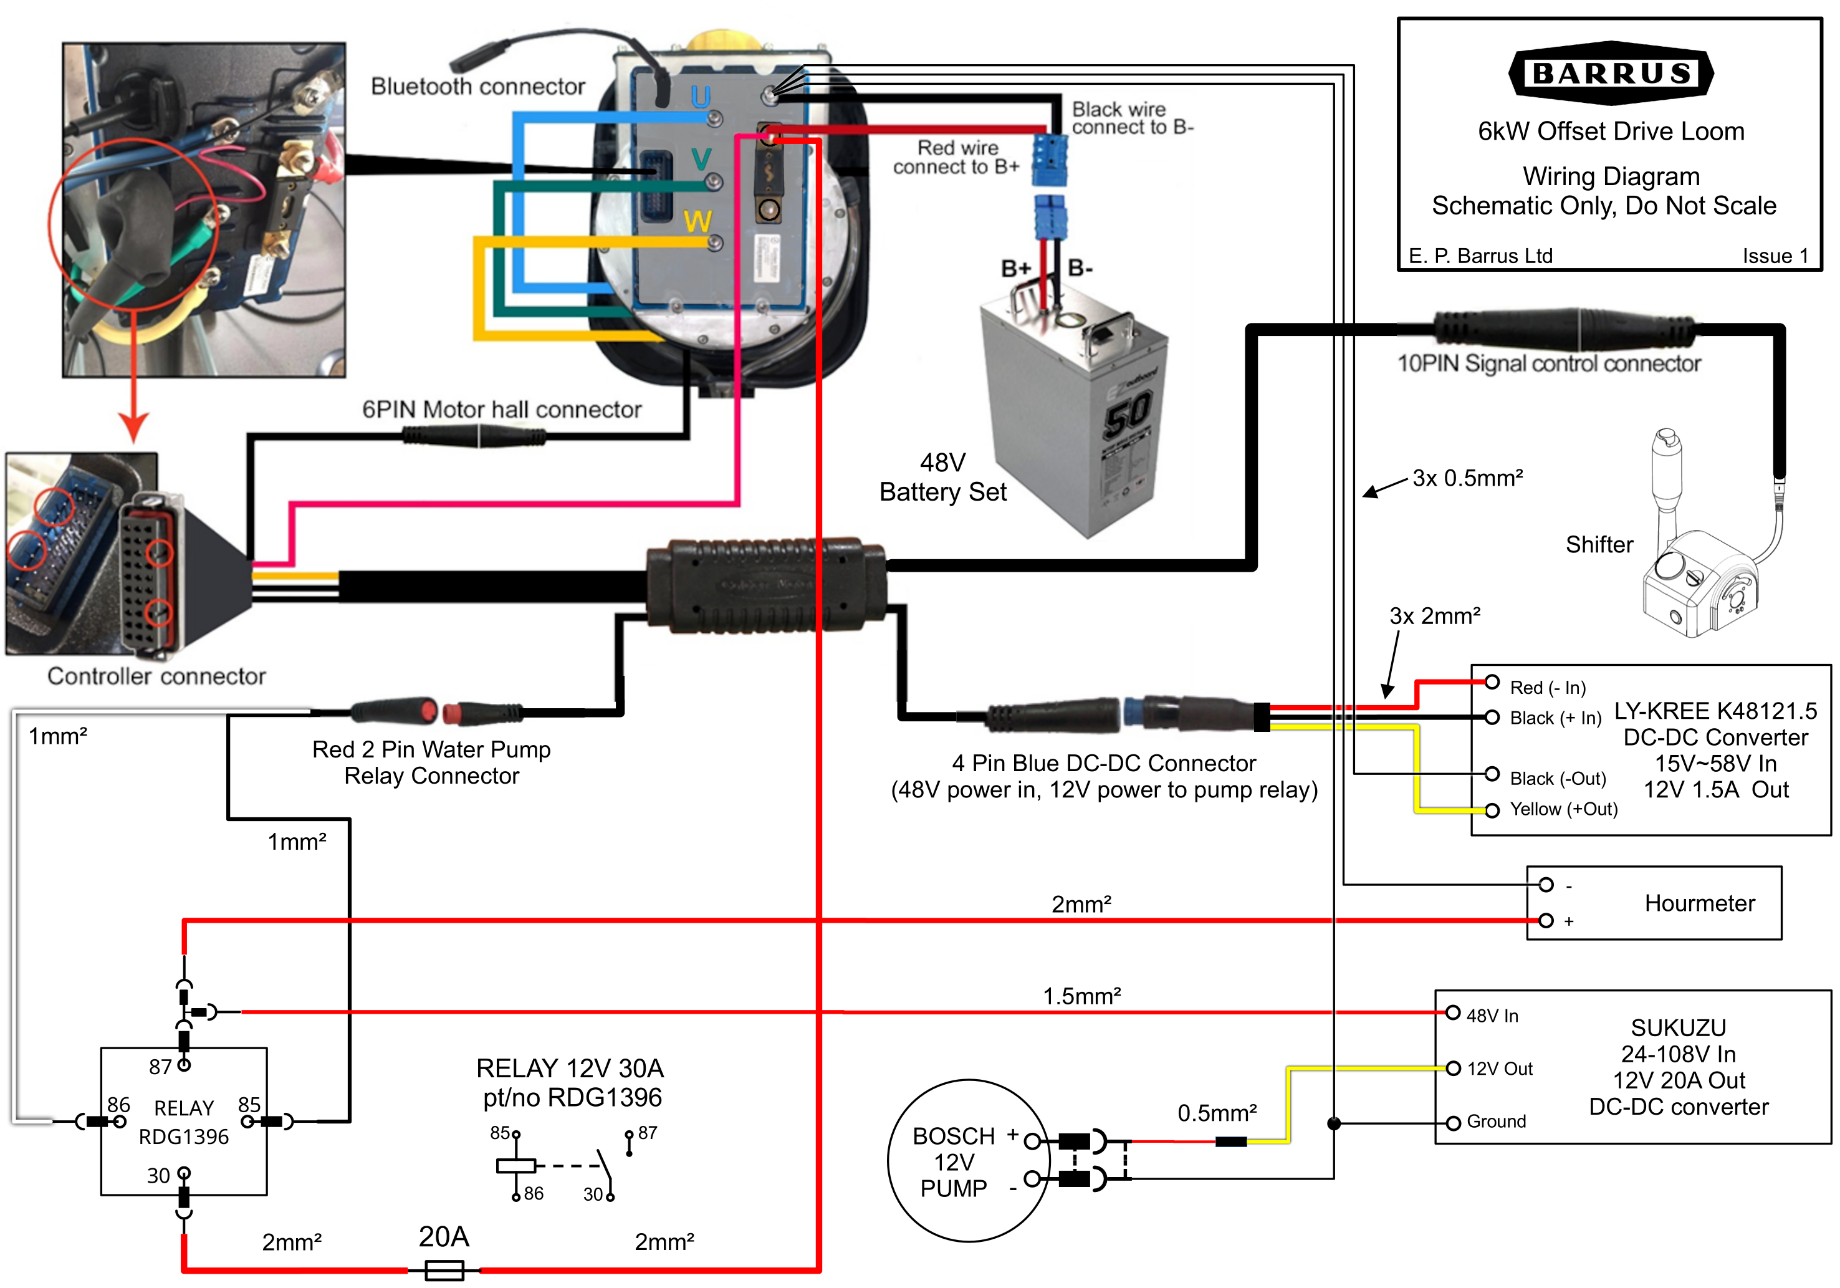 Bluetooth connector
U
V
W
Black wire
connect to B-
Red wire
connect to B+
BARRUS
6kW Offset Drive Loom
Wiring Diagram
Schematic Only, Do Not Scale
E. P. Barrus Ltd
Issue 1
B+
B-
outboard
50
48V
Battery Set
6PIN Motor hall connector
10PIN Signal control connector
3x 0.5mm²
Shifter
3x 2mm²
Controller connector
1mm²
Red 2 Pin Water Pump
Relay Connector
4 Pin Blue DC-DC Connector
(48V power in, 12V power to pump relay)
Red (- In)
Black (+ In)
Black (-Out)
Yellow (+Out)
LY-KREE K48121.5
DC-DC Converter
15V~58V In
12V 1.5A Out
1mm²
-
+
Hourmeter
2mm²
1.5mm²
48V In
12V Out
Ground
SUKUZU
24-108V In
12V 20A Out
DC-DC converter
87
86
85
30
RELAY
RDG1396
RELAY 12V 30A
pt/no RDG1396
85
87
86
30
BOSCH
12V
PUMP
+
-
0.5mm²
2mm²
20A
2mm²